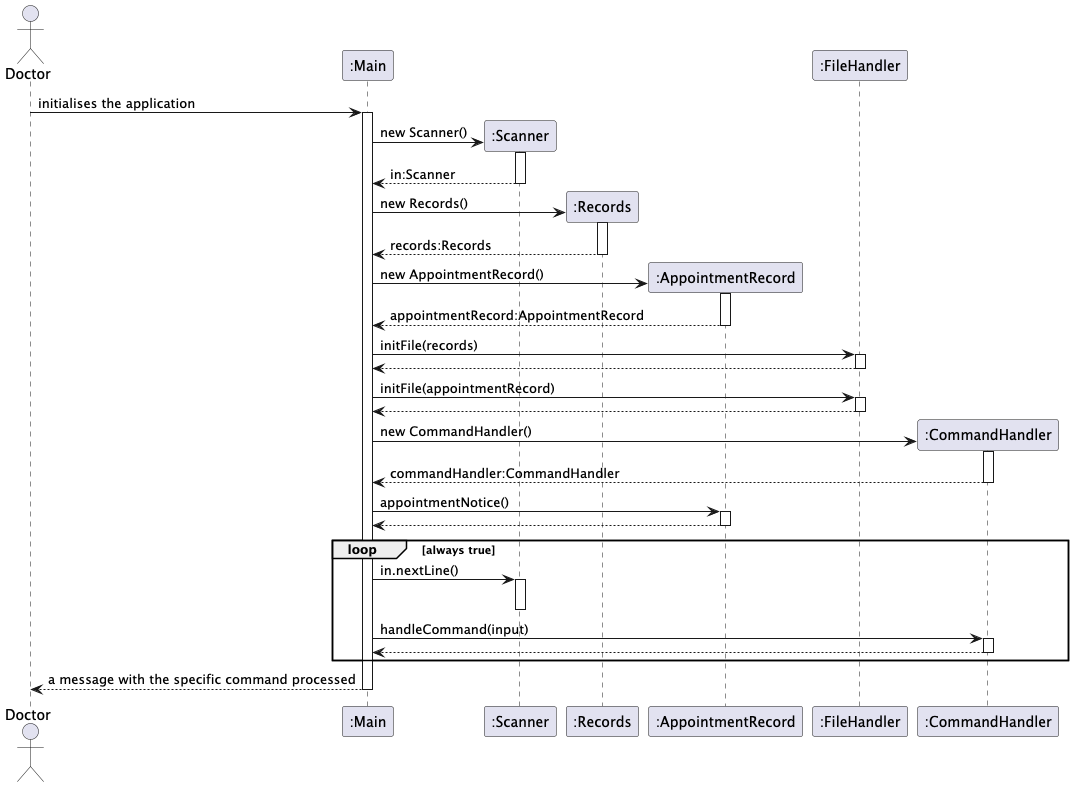 Doctor
:Main
:FileHandler
initialises the application
new Scanner()
:Scanner
in:Scanner
new Records()
:Records
records:Records
new AppointmentRecord()
:AppointmentRecord
appointmentRecord:AppointmentRecord
initFile(records)
initFile(appointmentRecord)
new CommandHandler()
:CommandHandler
commandHandler:CommandHandler
appointmentNotice()
loop [always true]
in.nextLine()
handleCommand(input)
a message with the specific command processed
Doctor
:Main
:Scanner
:Records
:AppointmentRecord
:FileHandler
:CommandHandler